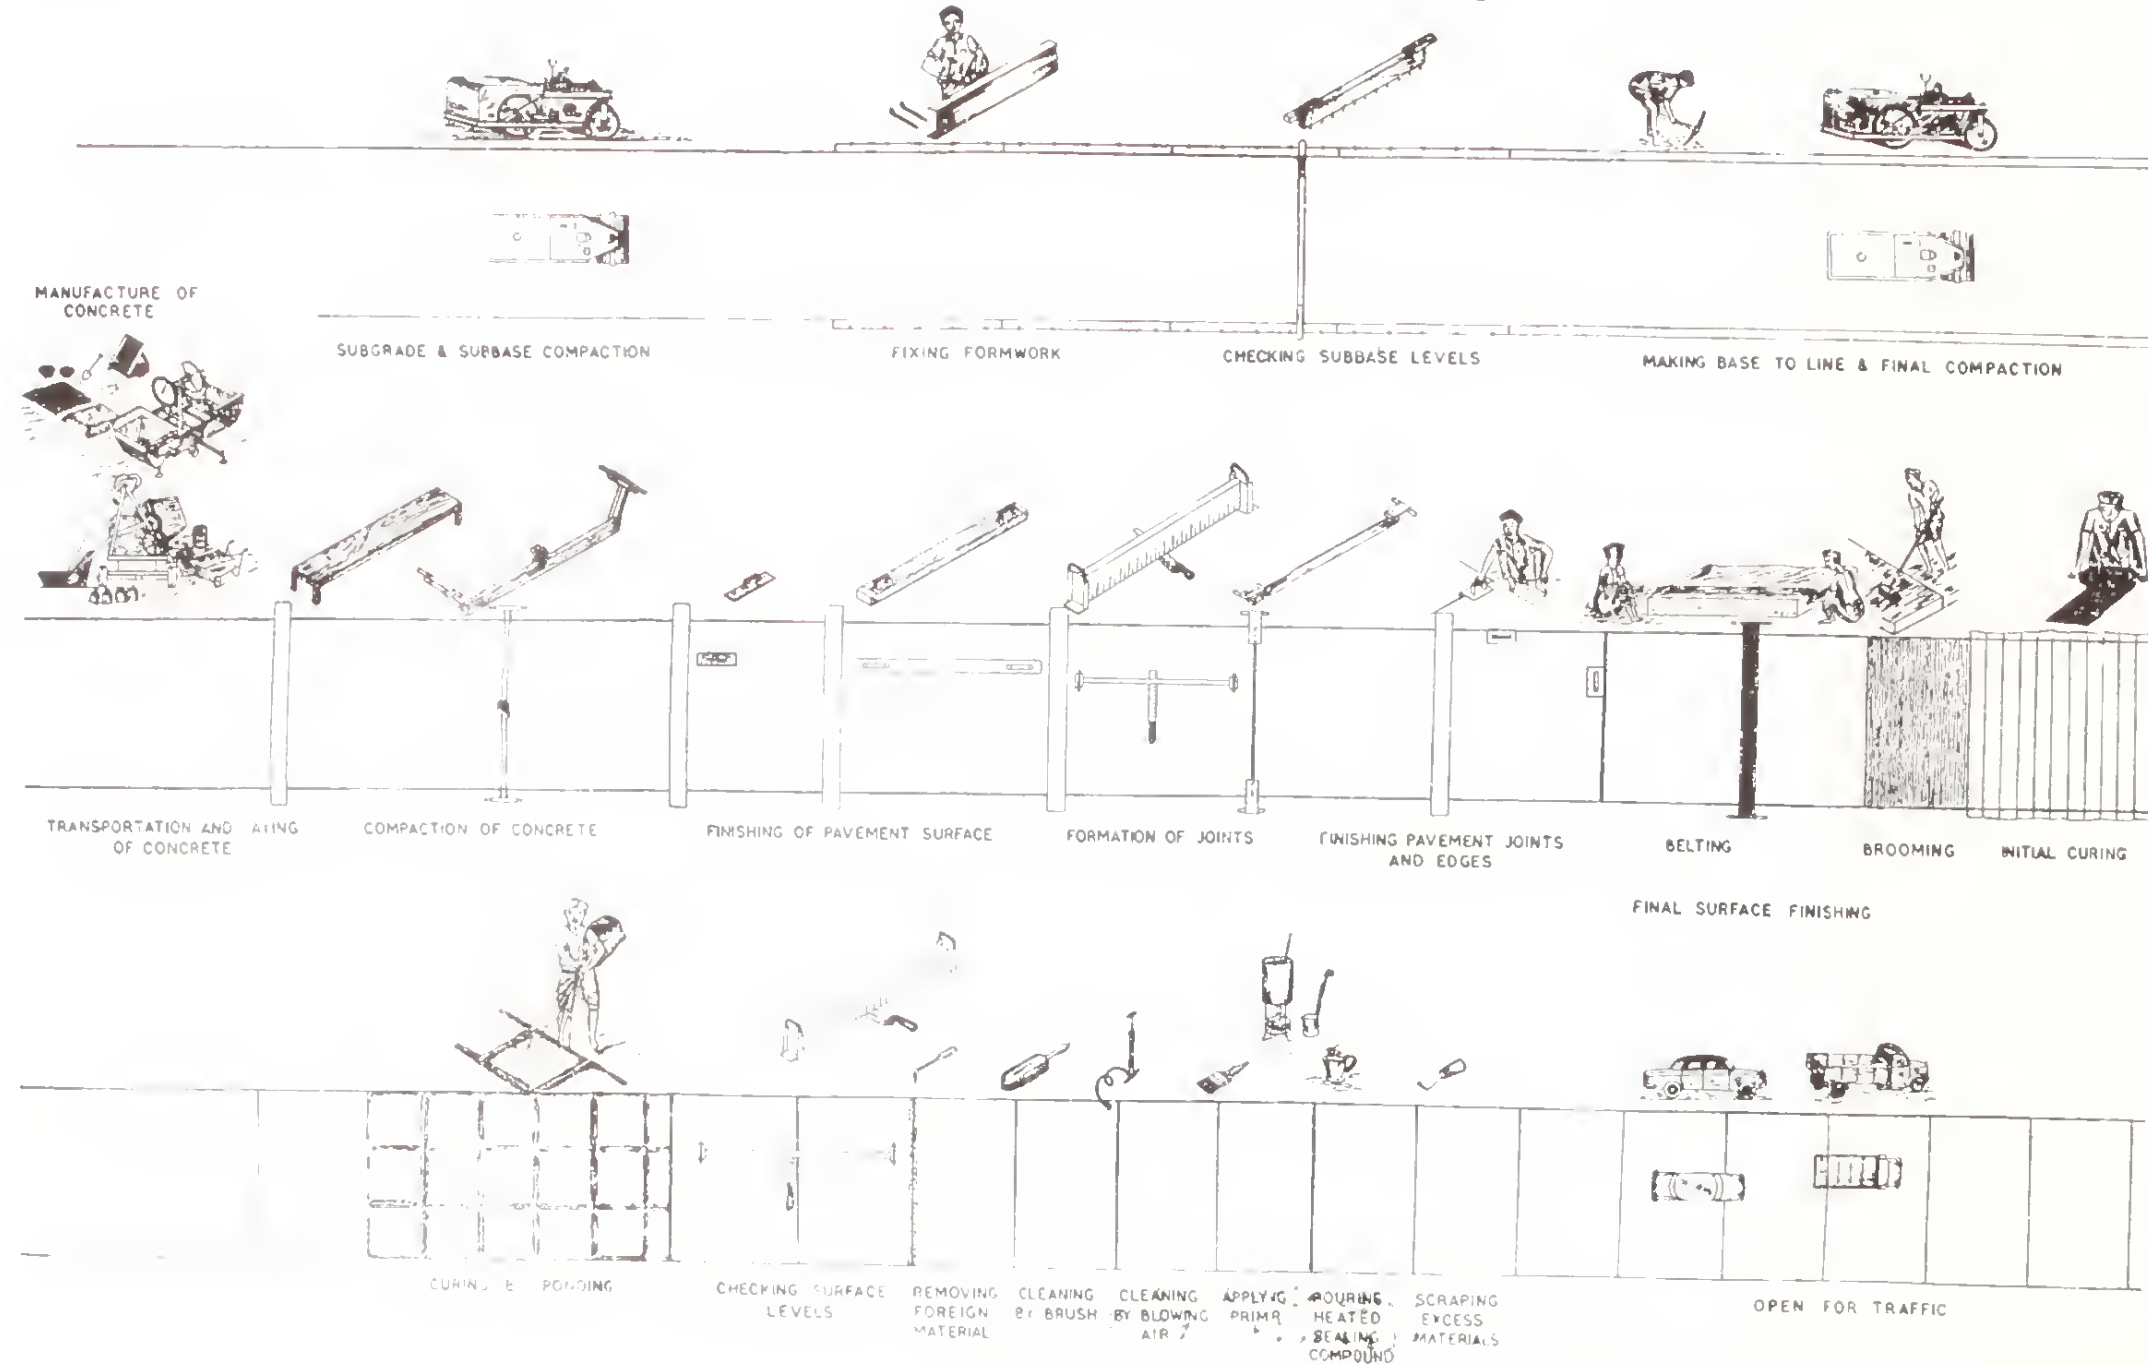 SUBGRADE & SUBBASE COMPACTION
FIXING FORMWORK
CHECKING SUBBASE LEVELS
MAKING BASE TO LINE & FINAL COMPACTION
MANUFACTURE OF
CONCRETE
TRANSPORTATION AND
OF CONCRETE
COMPACTION OF CONCRETE
FINISHING OF PAVEMENT SURFACE
FORMATION OF JOINTS
FINISHING PAVEMENT JOINTS
AND EDGES
BELTING
BROOMING
INITIAL CURING
FINAL SURFACE FINISHING
CURING PONDING
CHECKING SURFACE
LEVELS
REMOVING
FOREIGN
MATERIAL
CLEANING
BY BRUSH
CLEANING
BY BLOWING
AIR
APPLYING
POURING
HEATED
SEALING
COMPOUND
SCRAPING
EXCESS
MATERIALS
OPEN FOR TRAFFIC